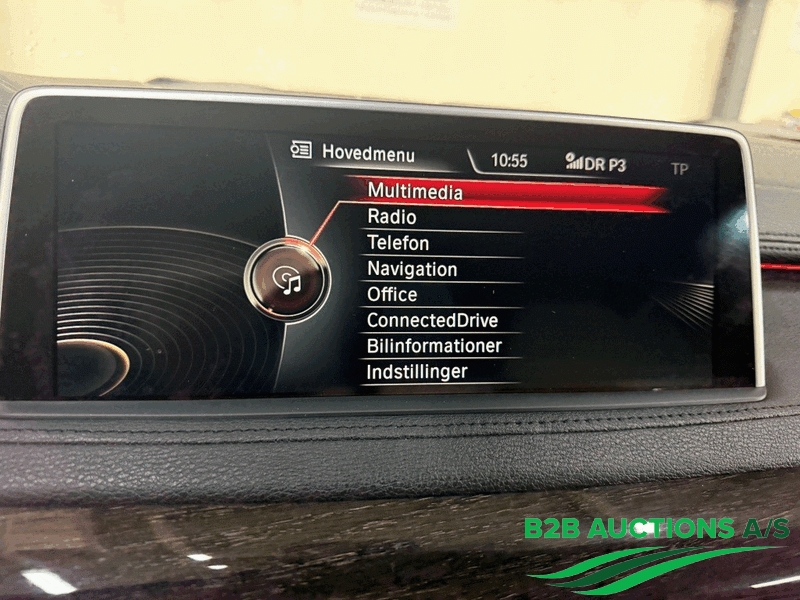 Hovedmenu 10:55 DR P3 TP
Multimedia
Radio
Telefon
Navigation
Office
ConnectedDrive
Bilinformationer
Indstillinger
B2B AUCTIONS A/S